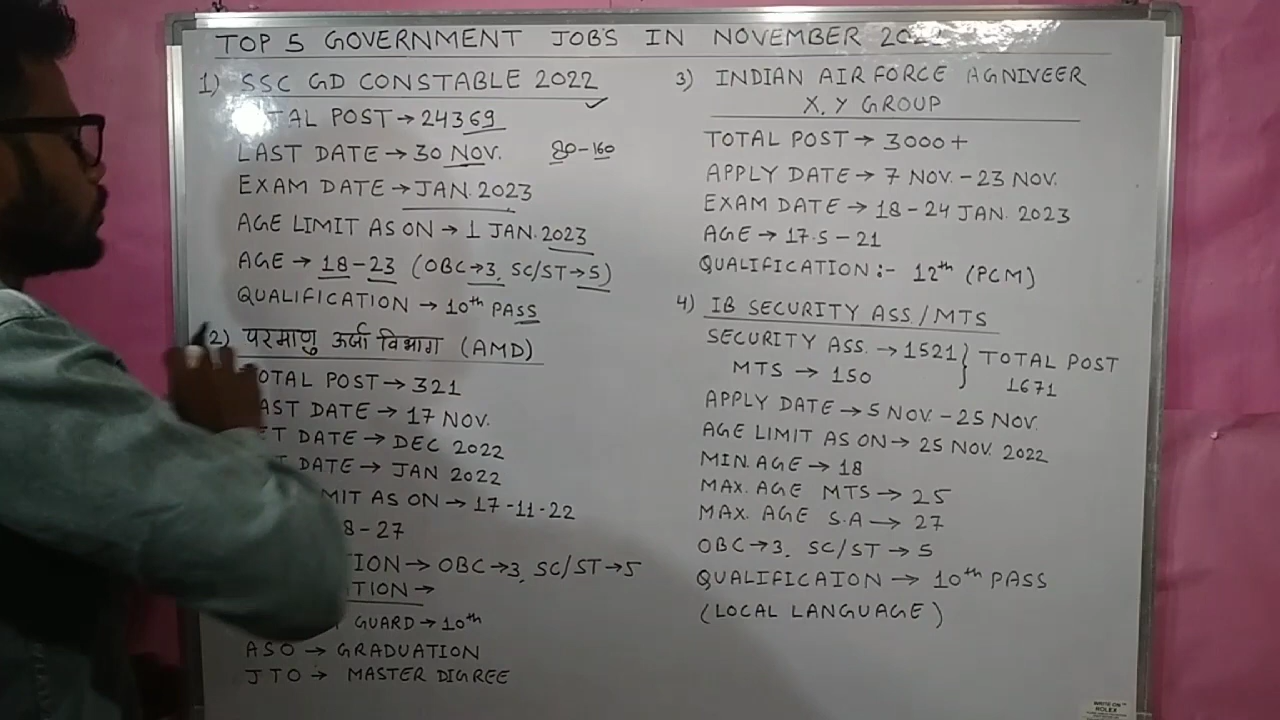 TOP 5 GOVERNMENT JOBS IN NOVEMBER 2022
1) SSC GD CONSTABLE 2022
TAL POST → 24369
LAST DATE → 30 NOV. 80-160
EXAM DATE → JAN. 2023
AGE LIMIT AS ON → 1 JAN. 2023
AGE → 18-23 (OBC→3, SC/ST→5)
QUALIFICATION → 10th PASS
2) परमाणु ऊर्जा विभाग (AMD)
OTAL POST → 321
AST DATE → 17 NOV.
ET DATE → DEC 2022
T DATE → JAN 2022
MIT AS ON → 17-11-22
8-27
TION → OBC→3, SC/ST→5
TION →
GUARD → 10th
ASO → GRADUATION
JTO → MASTER DIGREE
3) INDIAN AIR FORCE AGNIVEER
X, Y GROUP
TOTAL POST → 3000+
APPLY DATE → 7 NOV. - 23 NOV.
EXAM DATE → 18-24 JAN. 2023
AGE → 17.5-21
QUALIFICATION :- 12th (PCM)
4) IB SECURITY ASS./MTS
SECURITY ASS. → 1521 } TOTAL POST
MTS → 150 1671
APPLY DATE → 5 NOV. - 25 NOV.
AGE LIMIT AS ON → 25 NOV. 2022
MIN. AGE → 18
MAX. AGE MTS → 25
MAX. AGE S.A → 27
OBC → 3, SC/ST → 5
QUALIFICAION → 10th PASS
(LOCAL LANGUAGE)
WRITE ON
ROLEX